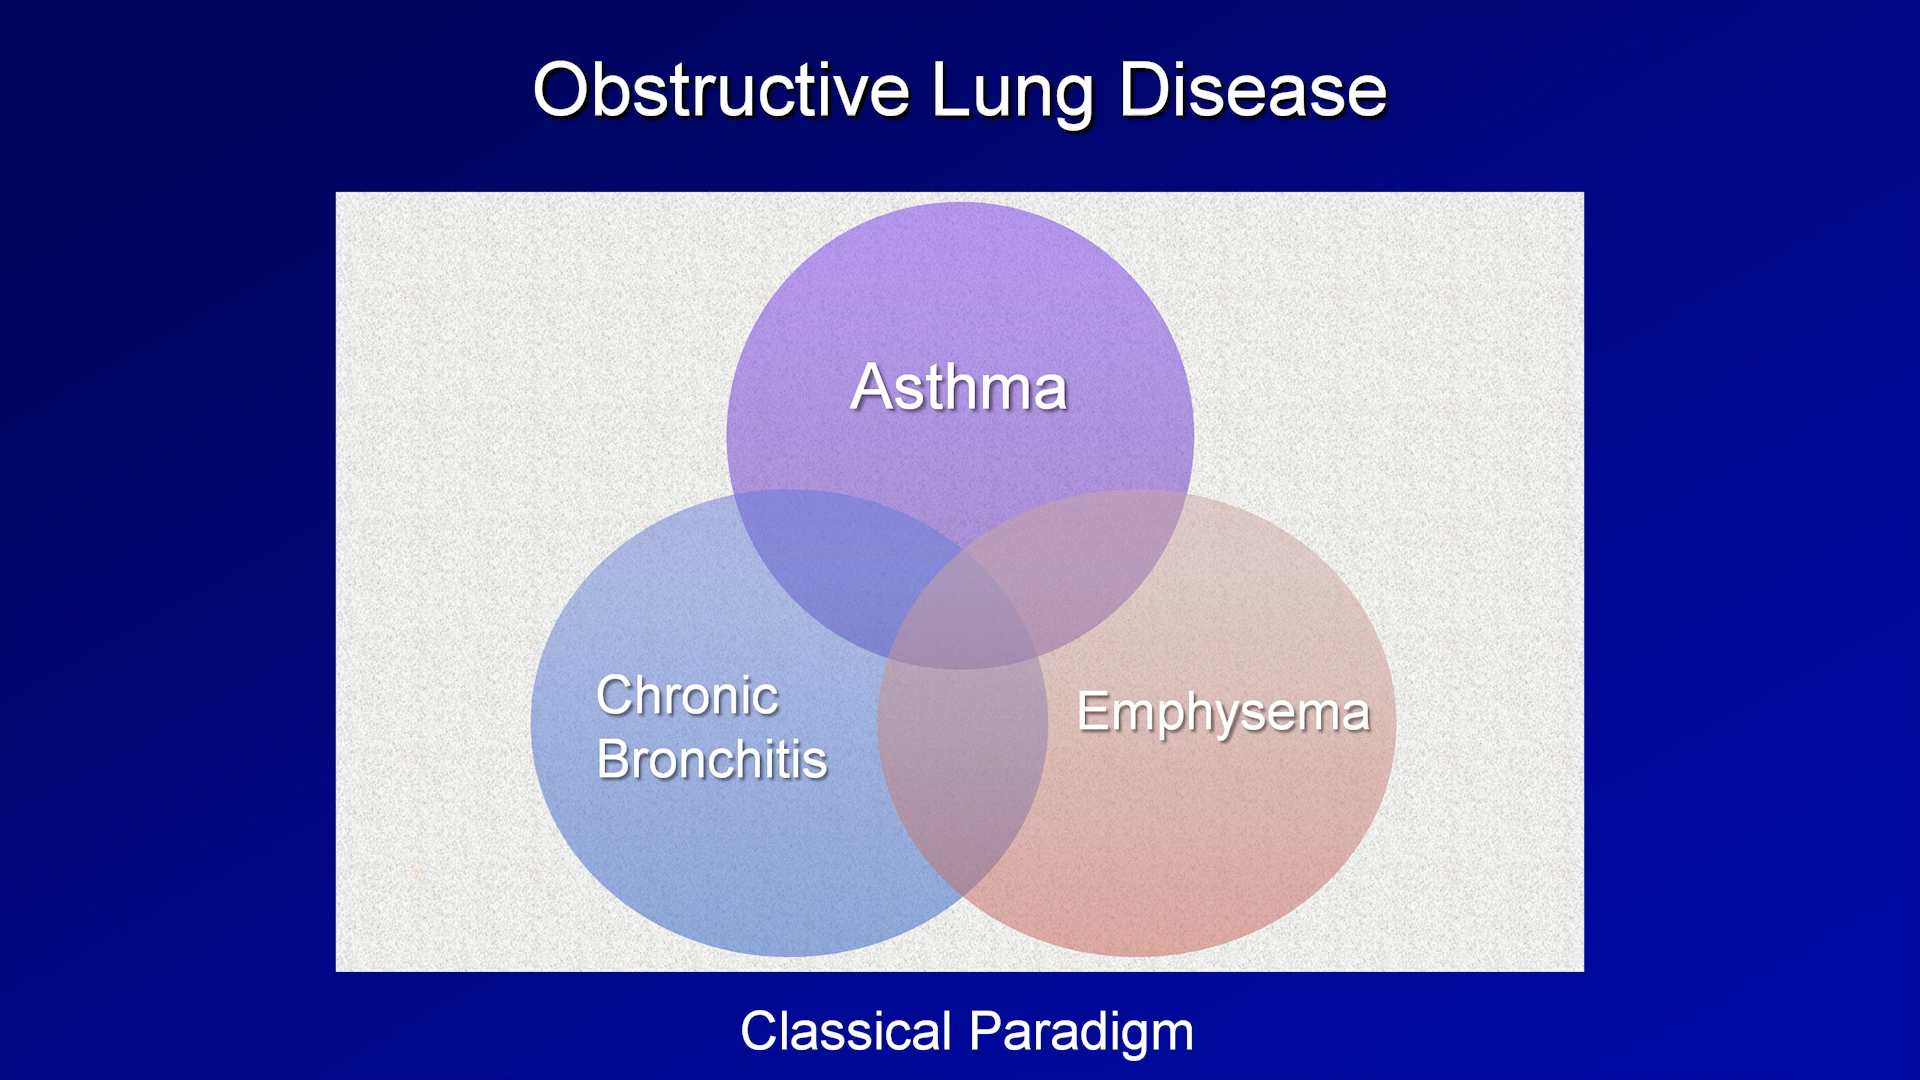 Obstructive Lung Disease
Asthma
Chronic
Bronchitis
Emphysema
Classical Paradigm